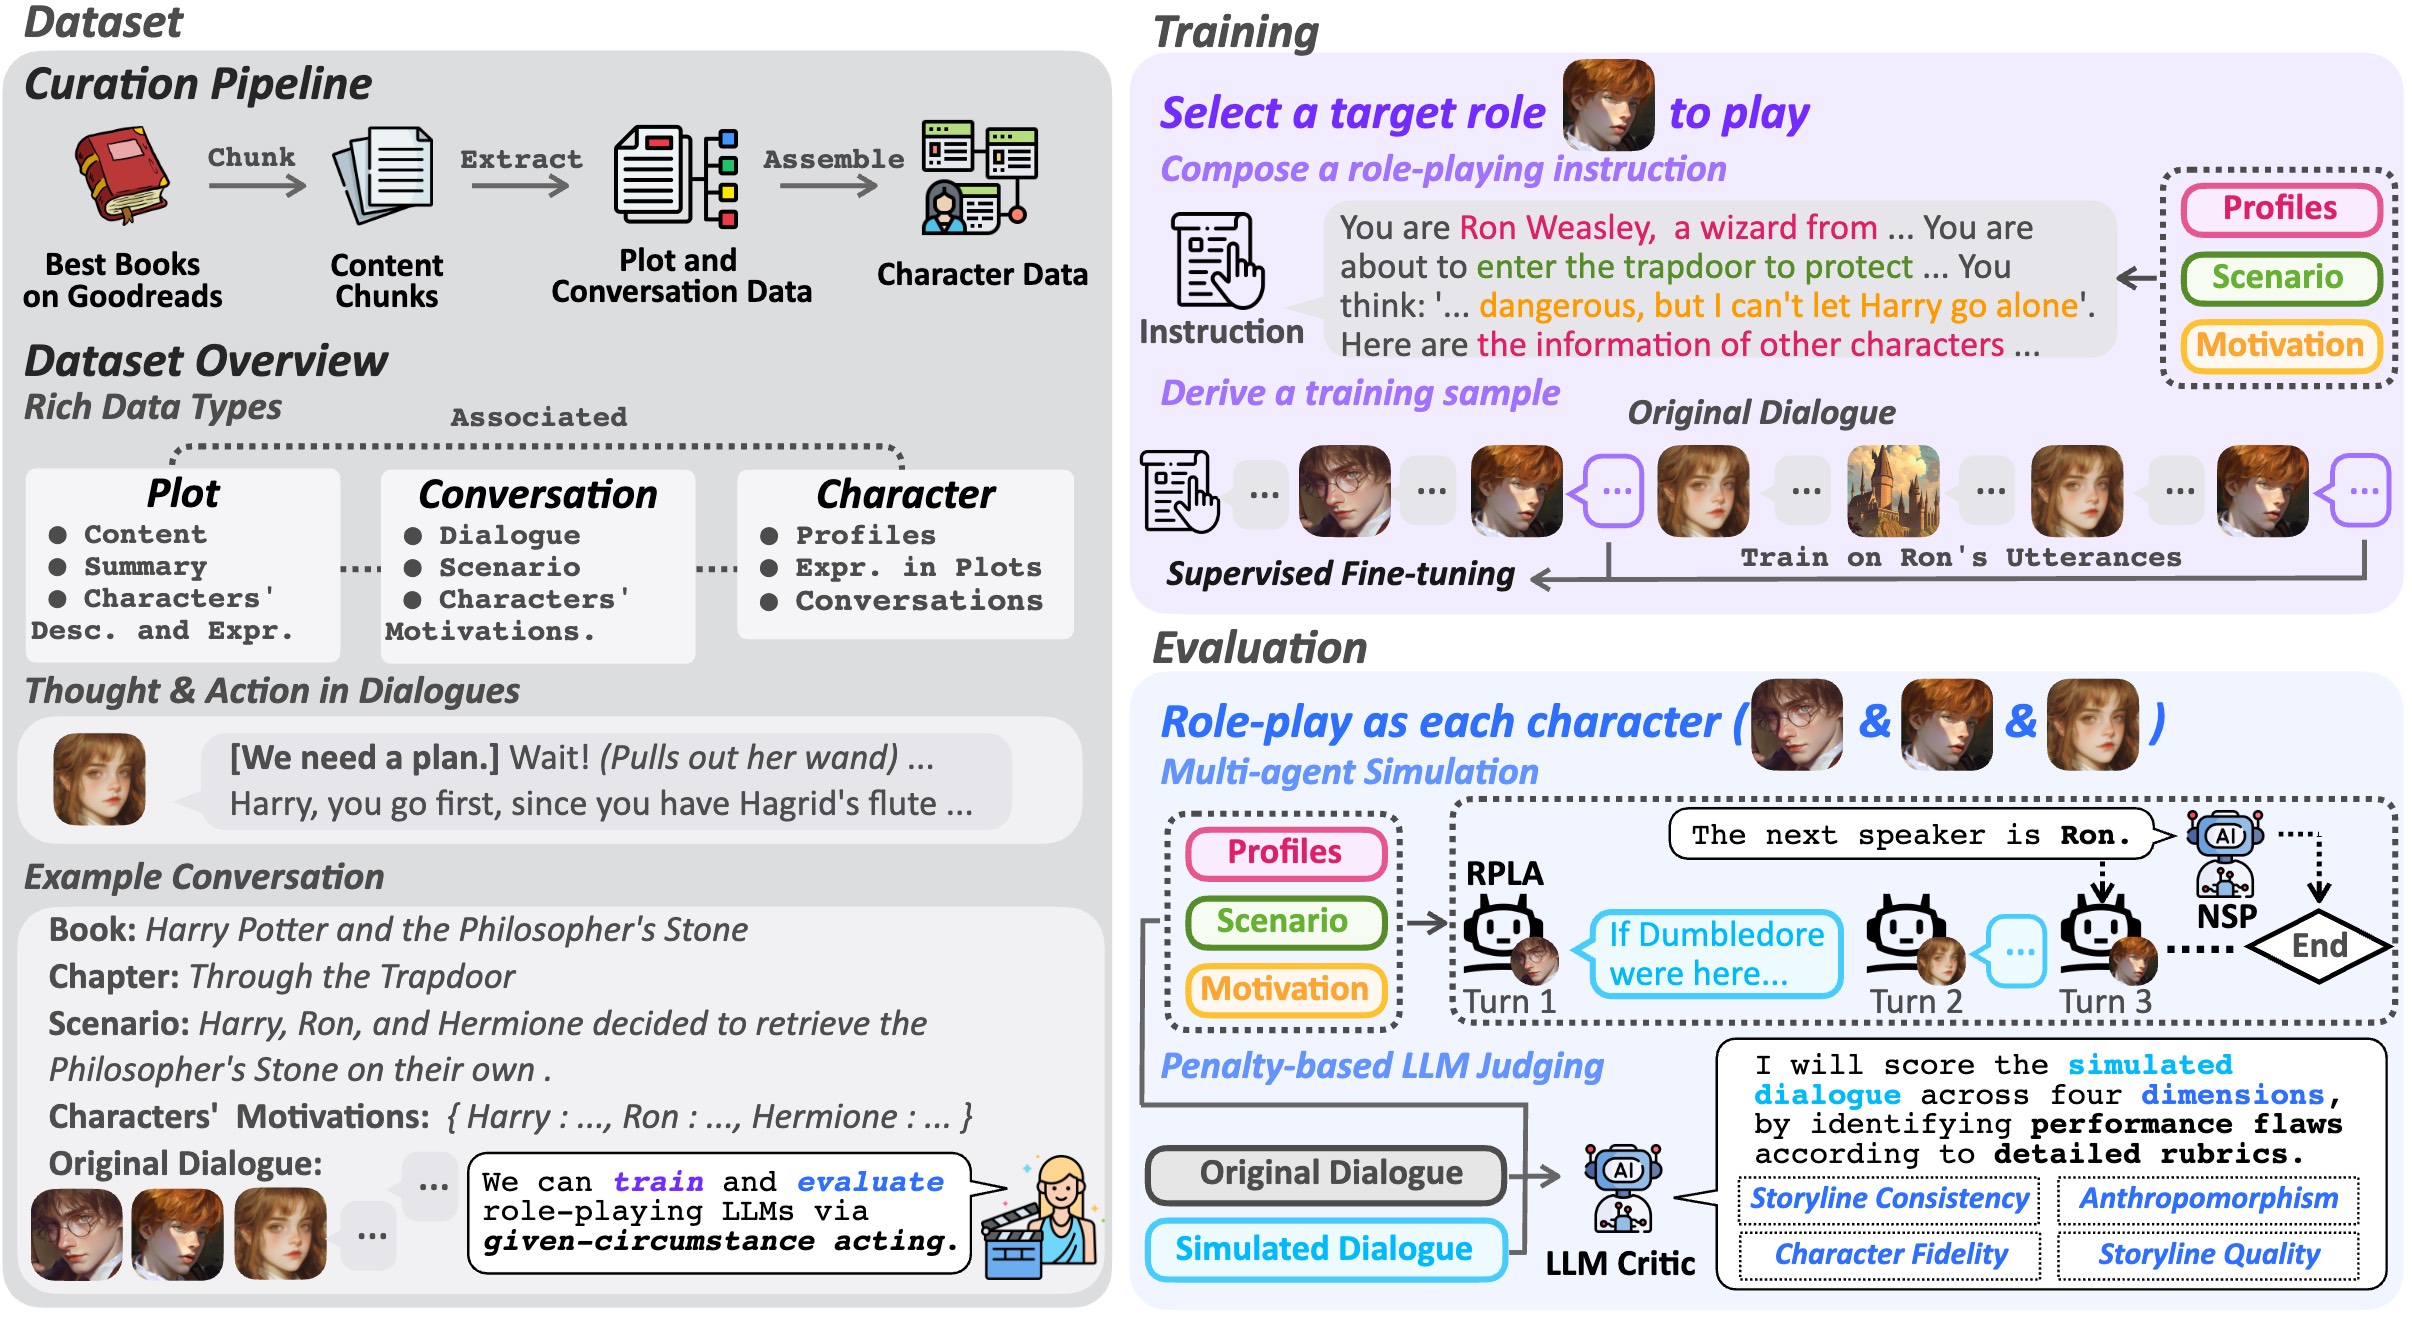 Dataset
Curation Pipeline
Chunk
Extract
Assemble
Best Books
on Goodreads
Content
Chunks
Plot and
Conversation Data
Character Data
Dataset Overview
Rich Data Types
Associated
Plot
● Content
● Summary
● Characters'
Desc. and Expr.
Conversation
● Dialogue
● Scenario
● Characters'
Motivations.
Character
● Profiles
● Expr. in Plots
● Conversations
Thought & Action in Dialogues
[We need a plan.] Wait! (Pulls out her wand) ...
Harry, you go first, since you have Hagrid's flute ...
Example Conversation
Book: Harry Potter and the Philosopher's Stone
Chapter: Through the Trapdoor
Scenario: Harry, Ron, and Hermione decided to retrieve the
Philosopher's Stone on their own .
Characters' Motivations: { Harry : ..., Ron : ..., Hermione : ... }
Original Dialogue:
...
...
We can train and evaluate
role-playing LLMs via
given-circumstance acting.
Training
Select a target role to play
Compose a role-playing instruction
Instruction
You are Ron Weasley, a wizard from ... You are
about to enter the trapdoor to protect ... You
think: '... dangerous, but I can't let Harry go alone'.
Here are the information of other characters ...
Profiles
Scenario
Motivation
Derive a training sample
Original Dialogue
... ... ... ... ... ... ...
Train on Ron's Utterances
Supervised Fine-tuning
Evaluation
Role-play as each character ( & & )
Multi-agent Simulation
Profiles
Scenario
Motivation
The next speaker is Ron.
AI
NSP
RPLA
If Dumbledore
were here...
...
End
Turn 1
Turn 2
Turn 3
Penalty-based LLM Judging
Original Dialogue
Simulated Dialogue
AI
LLM Critic
I will score the simulated
dialogue across four dimensions,
by identifying performance flaws
according to detailed rubrics.
Storyline Consistency
Anthropomorphism
Character Fidelity
Storyline Quality